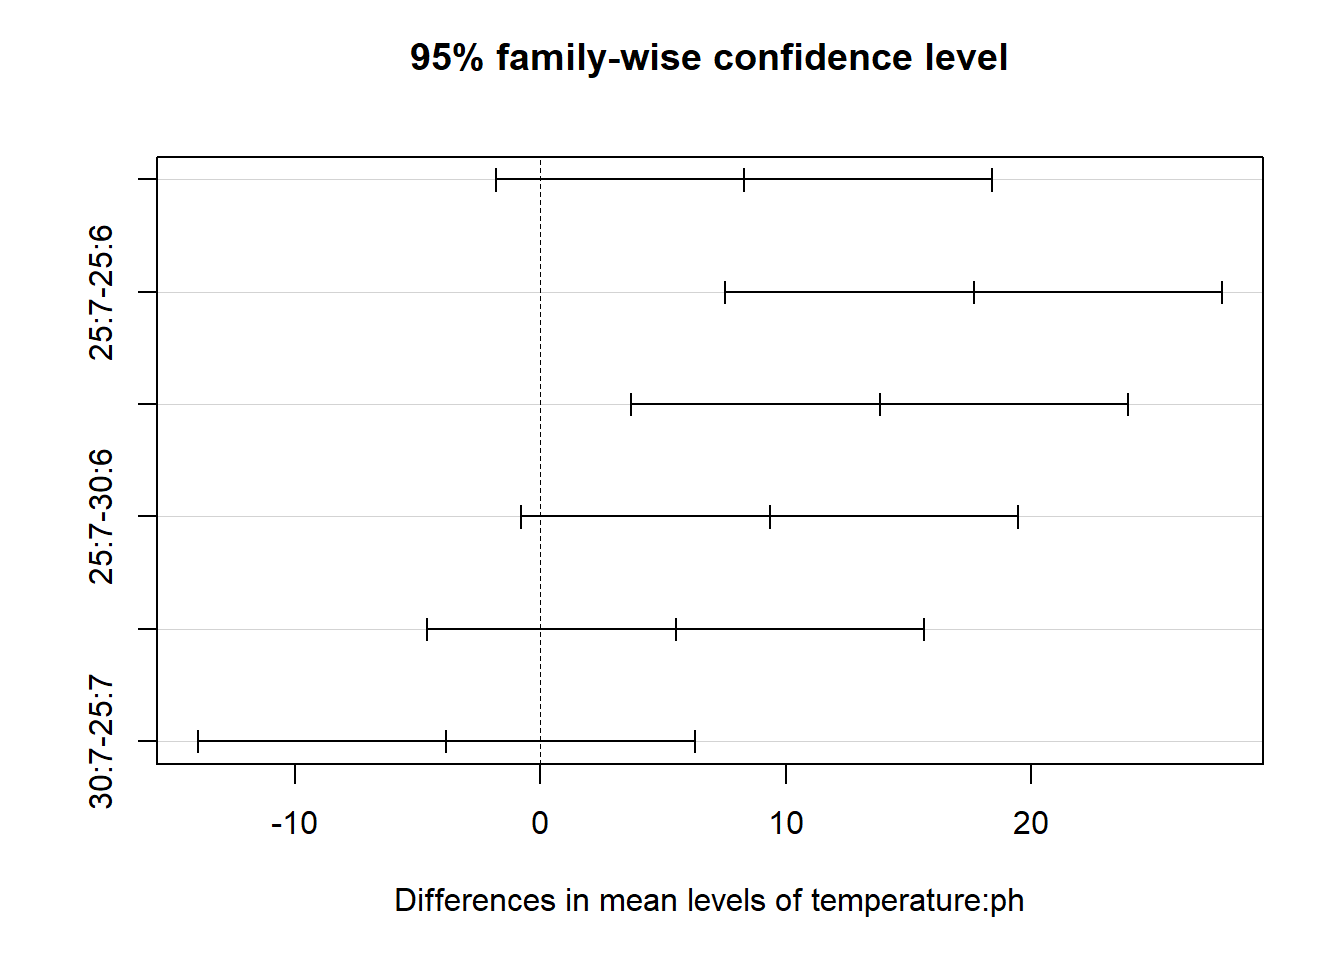 95% family-wise confidence level
25:7-25:6
25:7-30:6
30:7-25:7
-10 0 10 20
Differences in mean levels of temperature:ph